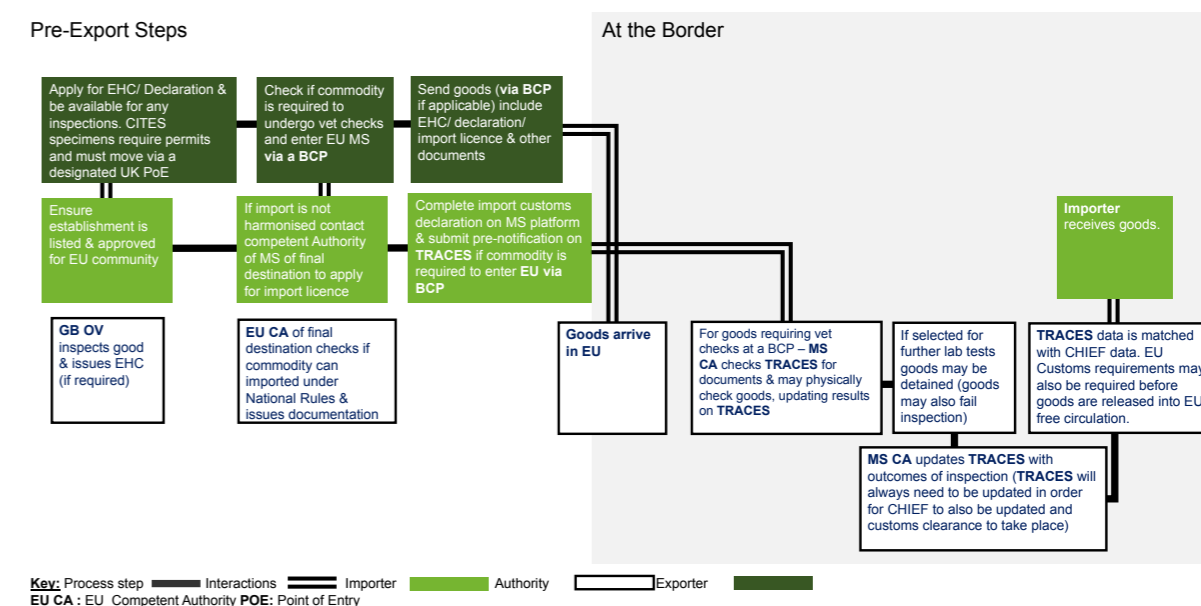 Pre-Export Steps
At the Border
Apply for EHC/ Declaration &
be available for any
inspections. CITES
specimens require permits
and must move via a
designated UK PoE
Check if commodity
is required to
undergo vet checks
and enter EU MS
via a BCP
Send goods (via BCP
if applicable) include
EHC/ declaration/
import licence & other
documents
Ensure
establishment is
listed & approved
for EU community
If import is not
harmonised contact
competent Authority
of MS of final
destination to apply
for import licence
Complete import customs
declaration on MS platform
& submit pre-notification on
TRACES if commodity is
required to enter EU via
BCP
Importer
receives goods.
GB OV
inspects good
& issues EHC
(if required)
EU CA of final
destination checks if
commodity can
imported under
National Rules &
issues documentation
Goods arrive
in EU
For goods requiring vet
checks at a BCP – MS
CA checks TRACES for
documents & may physically
check goods, updating results
on TRACES
If selected for
further lab tests
goods may be
detained (goods
may also fail
inspection)
TRACES data is matched
with CHIEF data. EU
Customs requirements may
also be required before
goods are released into EU
free circulation.
MS CA updates TRACES with
outcomes of inspection (TRACES will
always need to be updated in order
for CHIEF to also be updated and
customs clearance to take place)
Key: Process step Interactions Importer Authority Exporter
EU CA : EU Competent Authority POE: Point of Entry